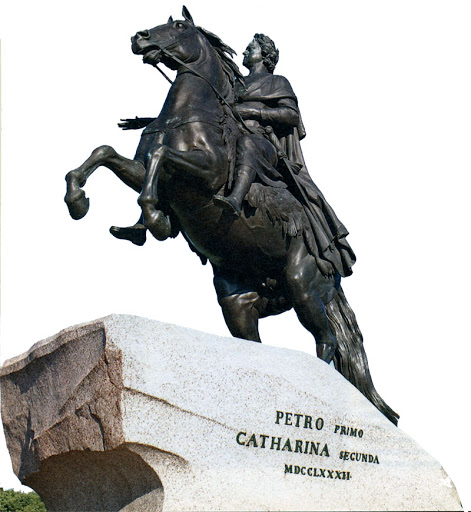 PETRO PRIMO
CATHARINA SECUNDA
MDCCLXXXII.